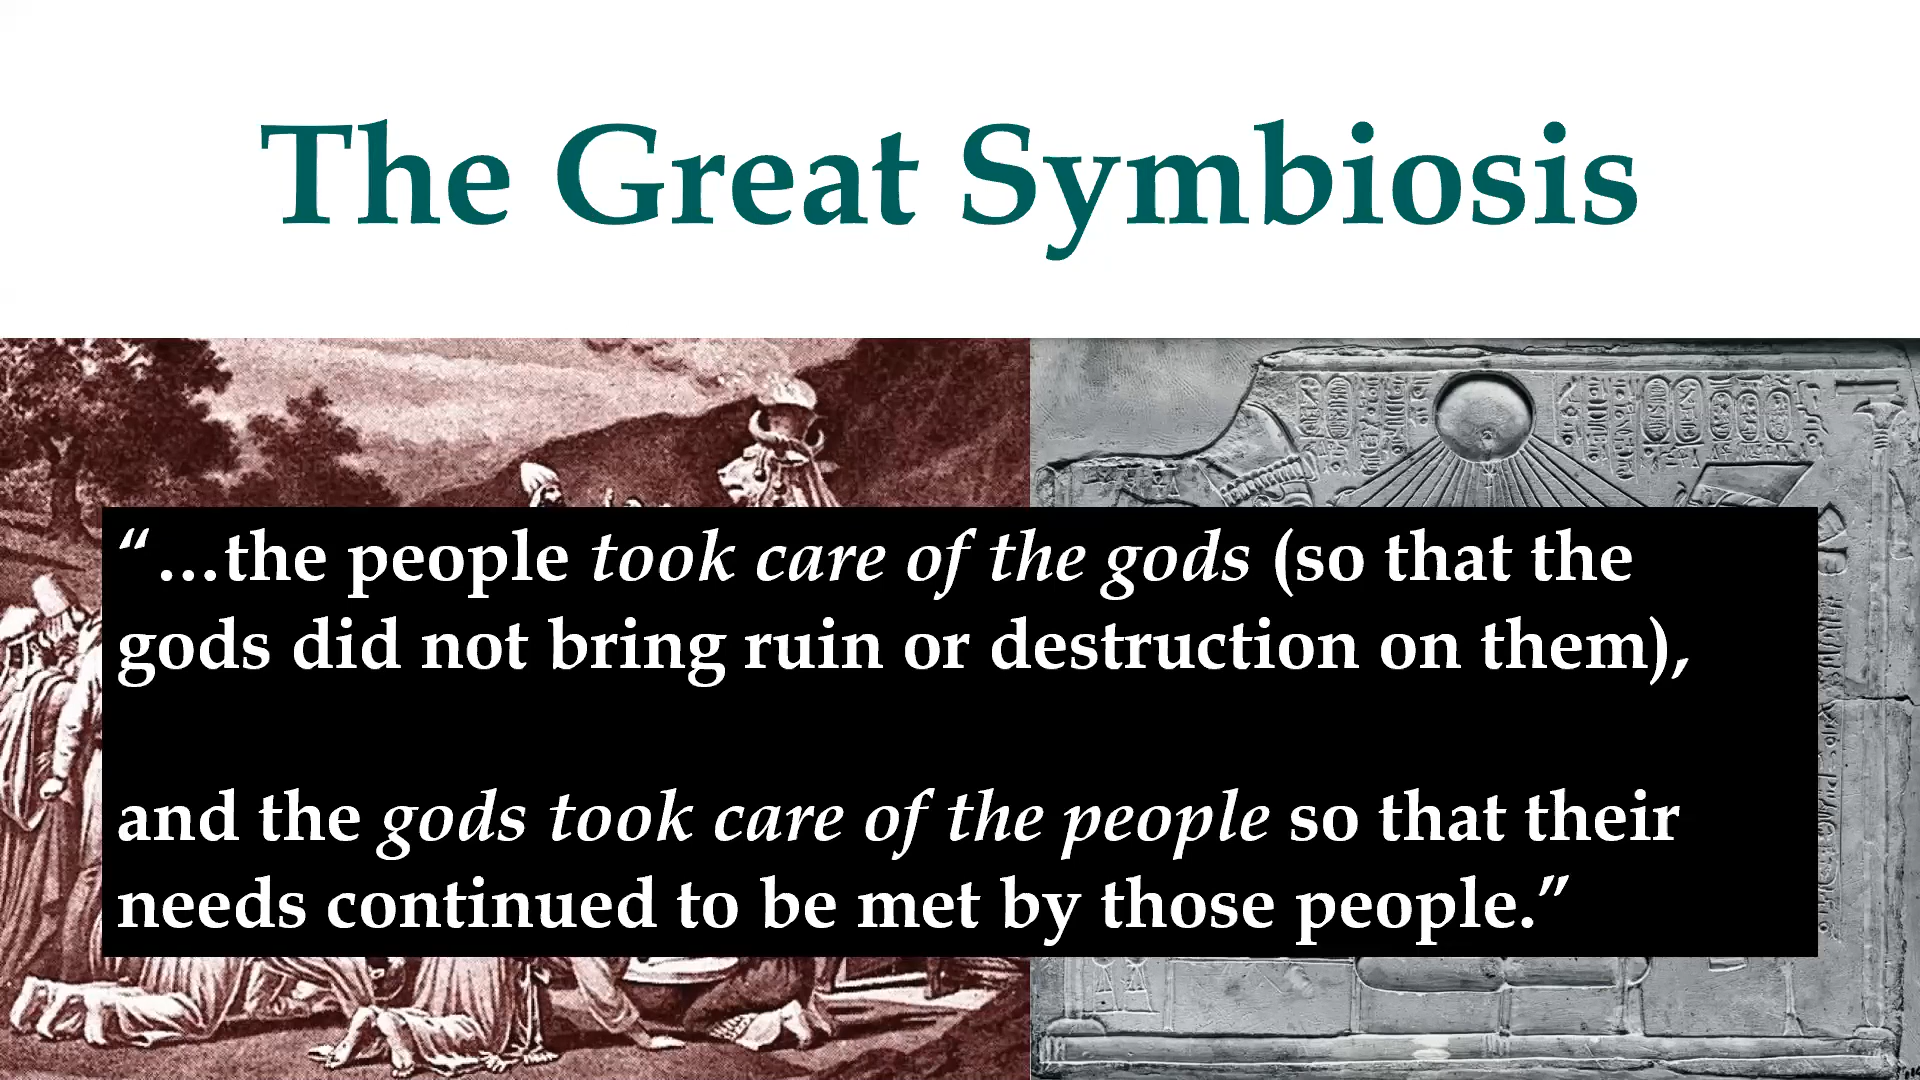 The Great Symbiosis
“…the people took care of the gods (so that the
gods did not bring ruin or destruction on them),
and the gods took care of the people so that their
needs continued to be met by those people.”